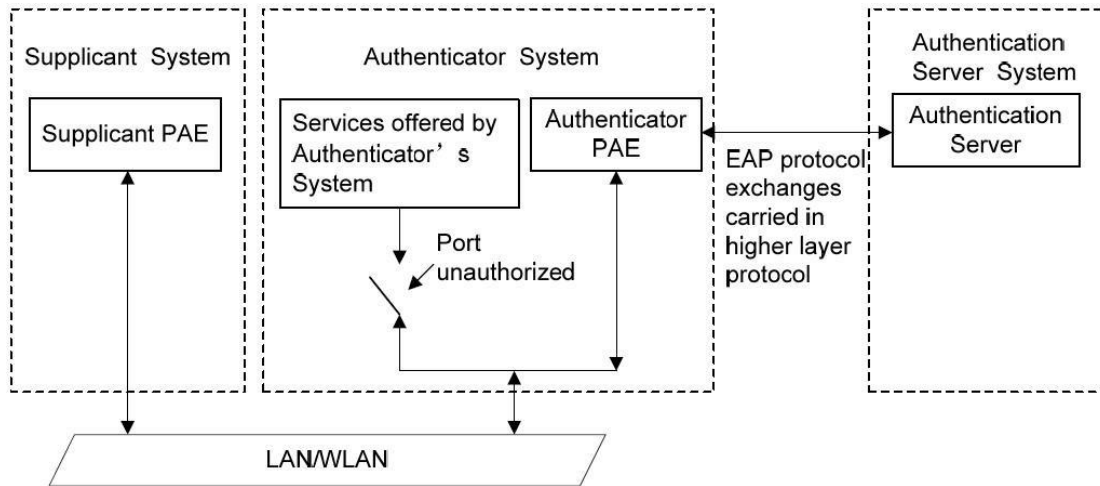 Supplicant System
Supplicant PAE
Authenticator System
Services offered by
Authenticator's
System
Authenticator
PAE
Port
unauthorized
EAP protocol
exchanges
carried in
higher layer
protocol
Authentication
Server System
Authentication
Server
LAN/WLAN